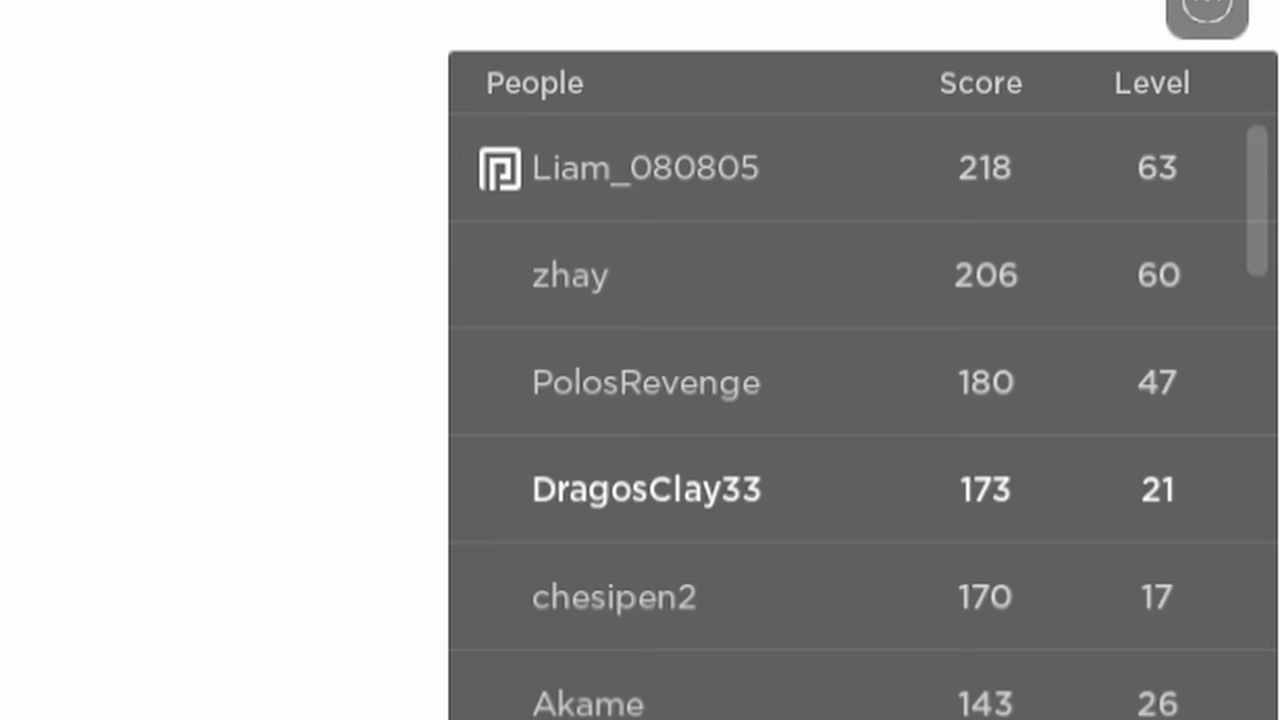 People Score Level
Liam_080805 218 63
zhay 206 60
PolosRevenge 180 47
DragosClay33 173 21
chesipen2 170 17
Akame 143 26